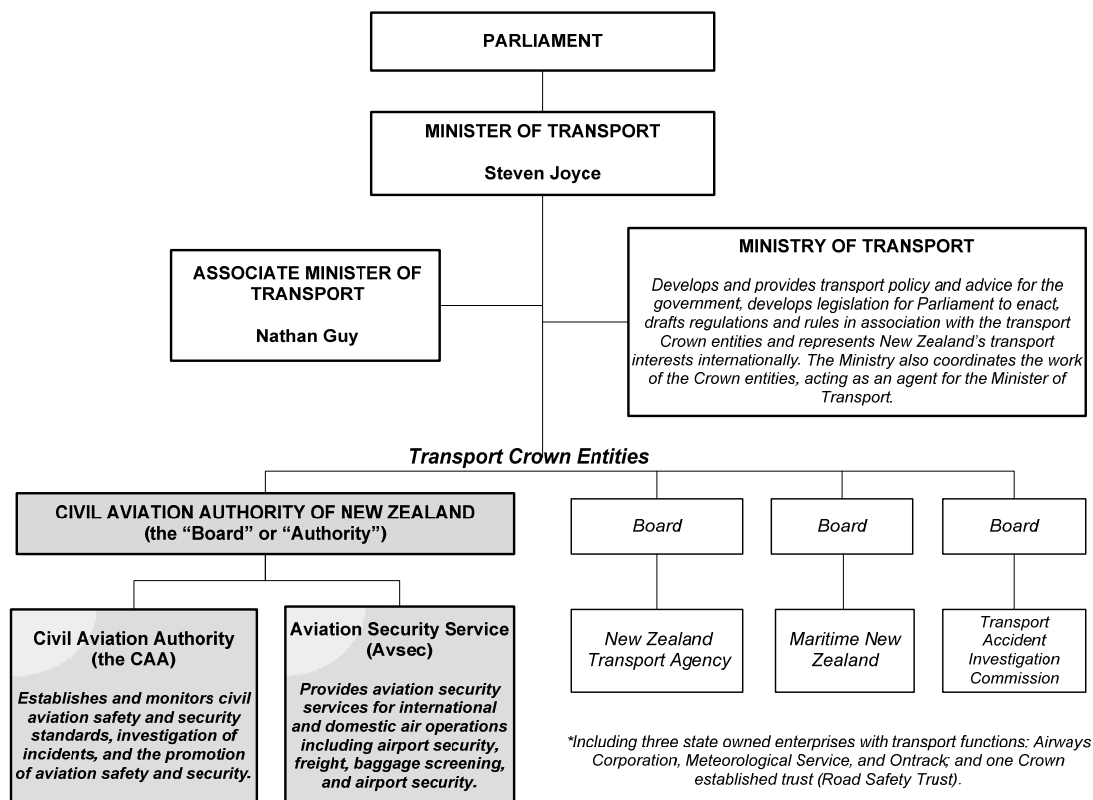 PARLIAMENT
MINISTER OF TRANSPORT
Steven Joyce
ASSOCIATE MINISTER OF
TRANSPORT
Nathan Guy
MINISTRY OF TRANSPORT
Develops and provides transport policy and advice for the
government, develops legislation for Parliament to enact,
drafts regulations and rules in association with the transport
Crown entities and represents New Zealand's transport
interests internationally. The Ministry also coordinates the work
of the Crown entities, acting as an agent for the Minister of
Transport.
Transport Crown Entities
CIVIL AVIATION AUTHORITY OF NEW ZEALAND
(the “Board” or “Authority”)
Board
Board
Board
Civil Aviation Authority
(the CAA)
Establishes and monitors civil
aviation safety and security
standards, investigation of
incidents, and the promotion
of aviation safety and security.
Aviation Security Service
(Avsec)
Provides aviation security
services for international
and domestic air operations
including airport security,
freight, baggage screening,
and airport security.
New Zealand
Transport Agency
Maritime New
Zealand
Transport
Accident
Investigation
Commission
*Including three state owned enterprises with transport functions: Airways
Corporation, Meteorological Service, and Ontrack; and one Crown
established trust (Road Safety Trust).